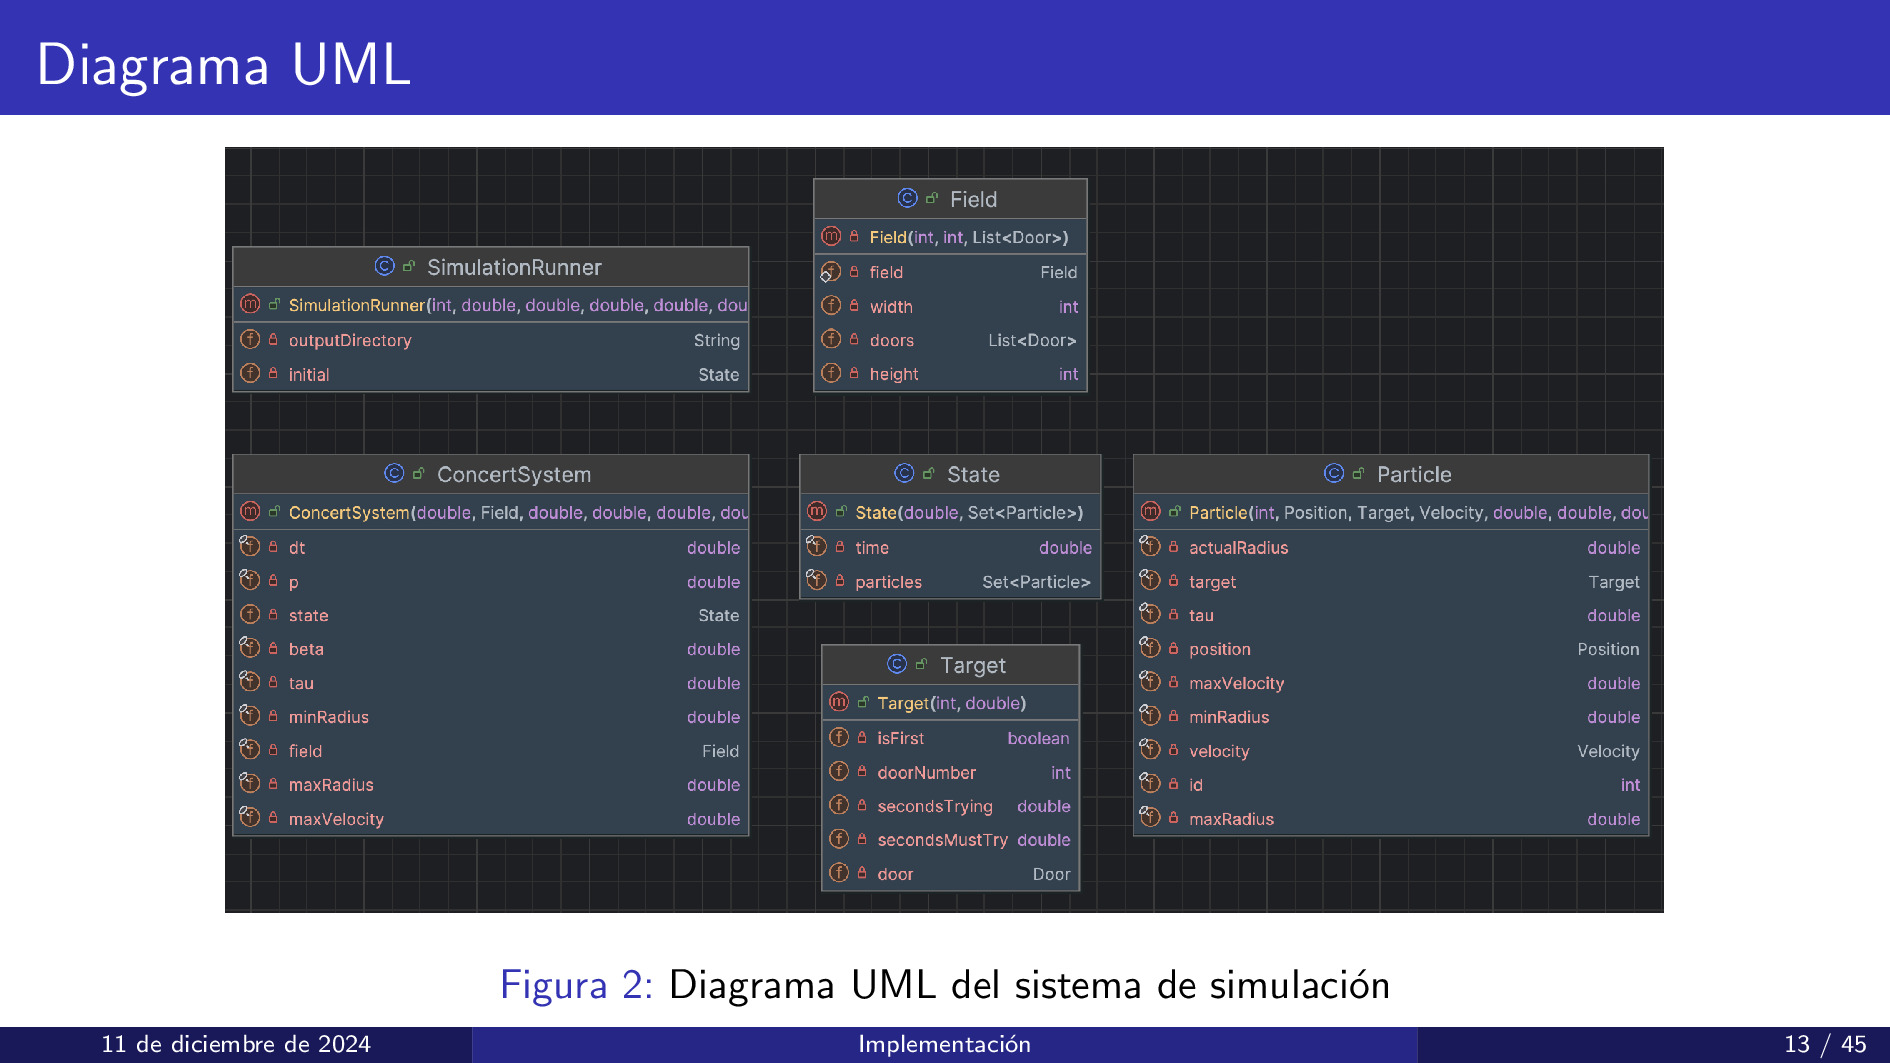 Diagrama UML
Field
Field(int, int, List<Door>)
field Field
width int
doors List<Door>
height int
SimulationRunner
SimulationRunner(int, double, double, double, double, dou
outputDirectory String
initial State
ConcertSystem
ConcertSystem(double, Field, double, double, double, dou
dt double
p double
state State
beta double
tau double
minRadius double
field Field
maxRadius double
maxVelocity double
State
State(double, Set<Particle>)
time double
particles Set<Particle>
Target
Target(int, double)
isFirst boolean
doorNumber int
secondsTrying double
secondsMustTry double
door Door
Particle
Particle(int, Position, Target, Velocity, double, double, dou
actualRadius double
target Target
tau double
position Position
maxVelocity double
minRadius double
velocity Velocity
id int
maxRadius double
Figura 2: Diagrama UML del sistema de simulación
11 de diciembre de 2024
Implementación
13 / 45